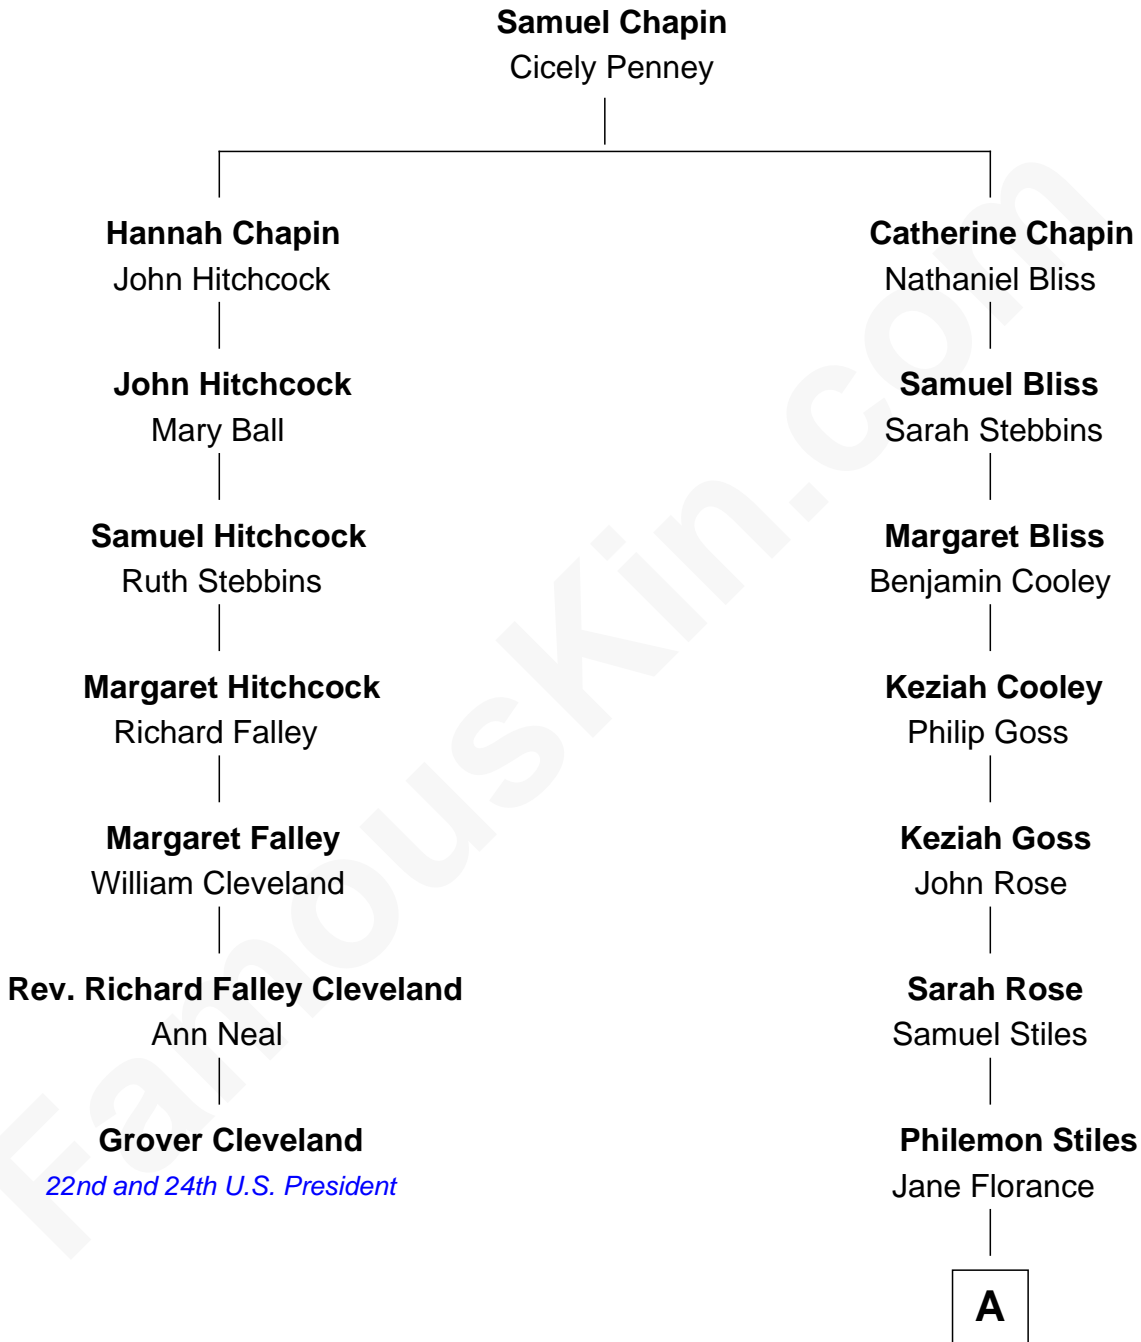 Samuel Chapin
Cicely Penney
Hannah Chapin
John Hitchcock
John Hitchcock
Mary Ball
Samuel Hitchcock
Ruth Stebbins
Margaret Hitchcock
Richard Falley
Margaret Falley
William Cleveland
Rev. Richard Falley Cleveland
Ann Neal
Grover Cleveland
22nd and 24th U.S. President
Catherine Chapin
Nathaniel Bliss
Samuel Bliss
Sarah Stebbins
Margaret Bliss
Benjamin Cooley
Keziah Cooley
Philip Goss
Keziah Goss
John Rose
Sarah Rose
Samuel Stiles
Philemon Stiles
Jane Florance
A
FamousKin.com